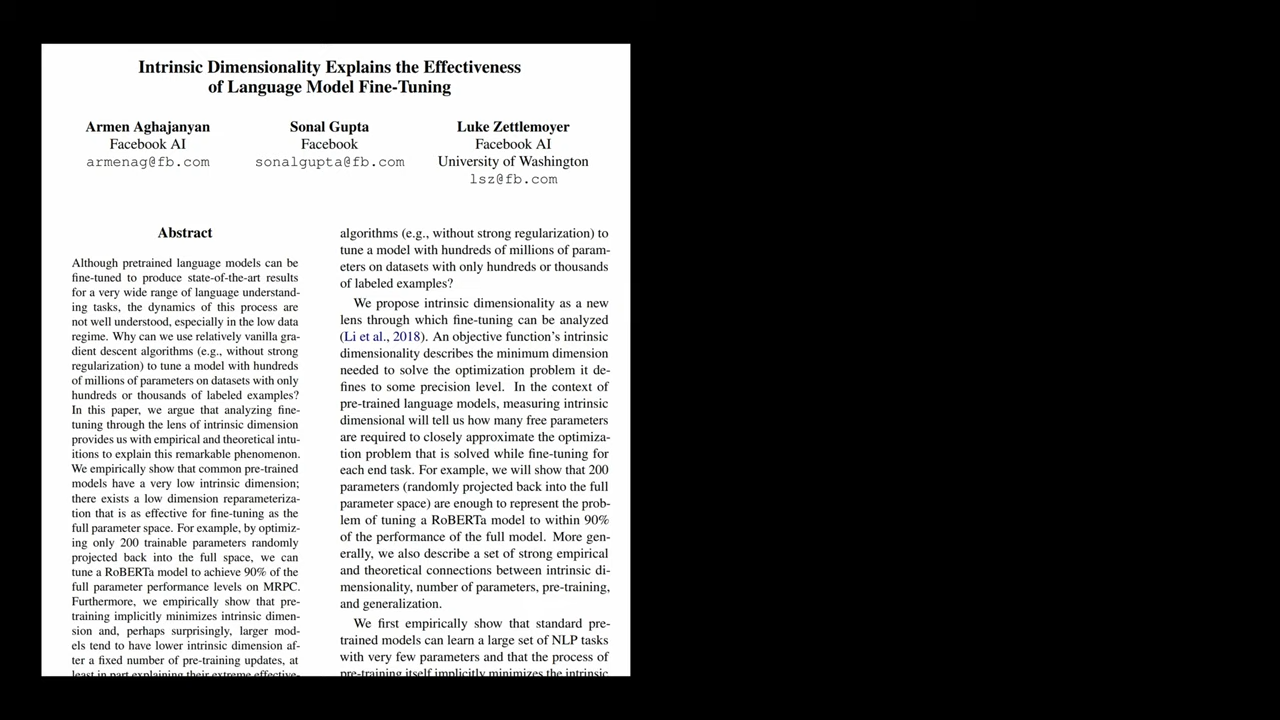 Intrinsic Dimensionality Explains the Effectiveness
of Language Model Fine-Tuning
Armen Aghajanyan
Facebook AI
armenag@fb.com
Sonal Gupta
Facebook
sonalgupta@fb.com
Luke Zettlemoyer
Facebook AI
University of Washington
lsz@fb.com
Abstract
Although pretrained language models can be
fine-tuned to produce state-of-the-art results
for a very wide range of language understand-
ing tasks, the dynamics of this process are
not well understood, especially in the low data
regime. Why can we use relatively vanilla gra-
dient descent algorithms (e.g., without strong
regularization) to tune a model with hundreds
of millions of parameters on datasets with only
hundreds or thousands of labeled examples?
In this paper, we argue that analyzing fine-
tuning through the lens of intrinsic dimension
provides us with empirical and theoretical intu-
itions to explain this remarkable phenomenon.
We empirically show that common pre-trained
models have a very low intrinsic dimension;
there exists a low dimension reparameteriza-
tion that is as effective for fine-tuning as the
full parameter space. For example, by optimiz-
ing only 200 trainable parameters randomly
projected back into the full space, we can
tune a RoBERTa model to achieve 90% of the
full parameter performance levels on MRPC.
Furthermore, we empirically show that pre-
training implicitly minimizes intrinsic dimen-
sion and, perhaps surprisingly, larger mod-
els tend to have lower intrinsic dimension af-
ter a fixed number of pre-training updates, at
least in part explaining their extreme effective-
algorithms (e.g., without strong regularization) to
tune a model with hundreds of millions of param-
eters on datasets with only hundreds or thousands
of labeled examples?
We propose intrinsic dimensionality as a new
lens through which fine-tuning can be analyzed
(Li et al., 2018). An objective function's intrinsic
dimensionality describes the minimum dimension
needed to solve the optimization problem it de-
fines to some precision level. In the context of
pre-trained language models, measuring intrinsic
dimensional will tell us how many free parameters
are required to closely approximate the optimiza-
tion problem that is solved while fine-tuning for
each end task. For example, we will show that 200
parameters (randomly projected back into the full
parameter space) are enough to represent the prob-
lem of tuning a RoBERTa model to within 90%
of the performance of the full model. More gen-
erally, we also describe a set of strong empirical
and theoretical connections between intrinsic di-
mensionality, number of parameters, pre-training,
and generalization.
We first empirically show that standard pre-
trained models can learn a large set of NLP tasks
with very few parameters and that the process of
pre-training itself implicitly minimizes the intrinsic